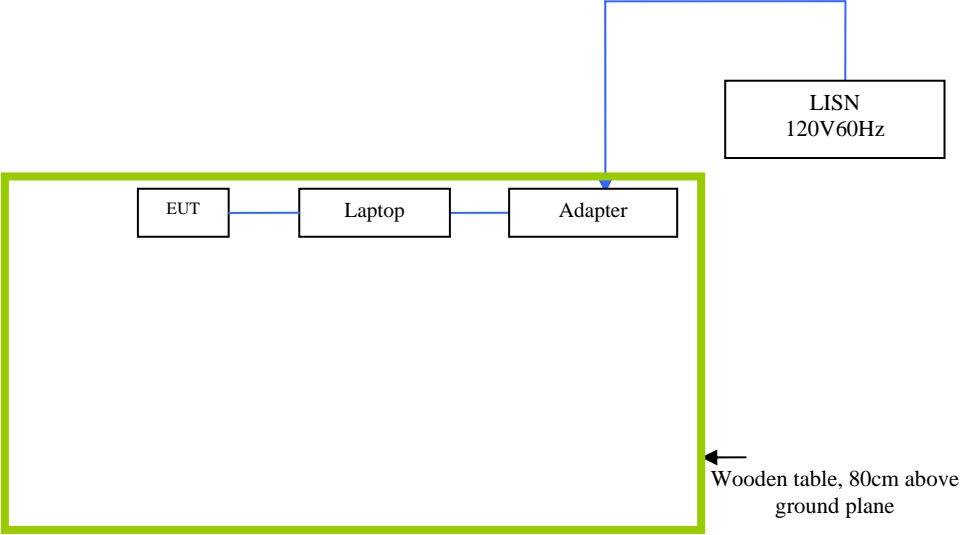 LISN
120V60Hz
EUT
Laptop
Adapter
Wooden table, 80cm above
ground plane